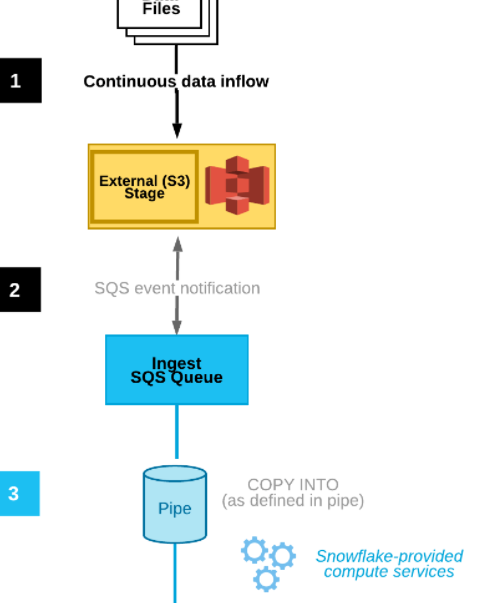 Files
1
Continuous data inflow
External (S3)
Stage
2
SQS event notification
Ingest
SQS Queue
3
Pipe
COPY INTO
(as defined in pipe)
Snowflake-provided
compute services